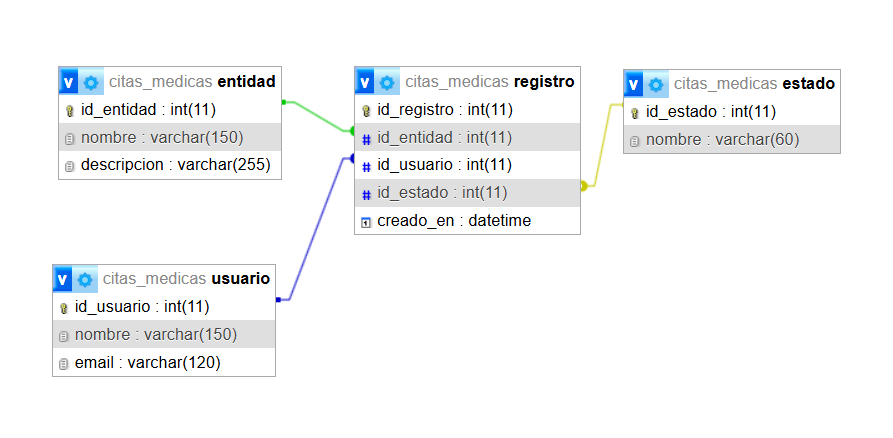 citas_medicas entidad
id_entidad : int(11)
nombre : varchar(150)
descripcion : varchar(255)
citas_medicas registro
id_registro : int(11)
id_entidad : int(11)
id_usuario : int(11)
id_estado : int(11)
creado_en : datetime
citas_medicas estado
id_estado : int(11)
nombre : varchar(60)
citas_medicas usuario
id_usuario : int(11)
nombre : varchar(150)
email : varchar(120)